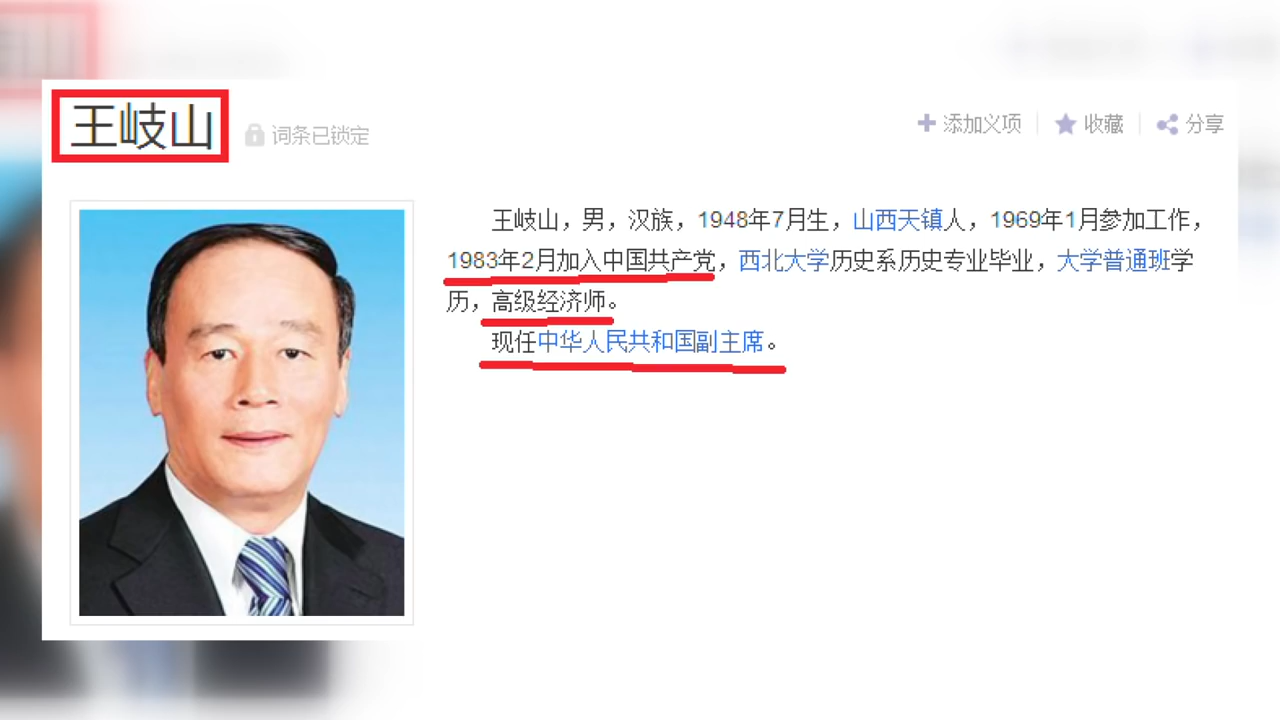 王岐山
词条已锁定
添加义项
收藏
分享
王岐山，男，汉族，1948年7月生，山西天镇人，1969年1月参加工作，
1983年2月加入中国共产党，西北大学历史系历史专业毕业，大学普通班学
历，高级经济师。
现任中华人民共和国副主席。